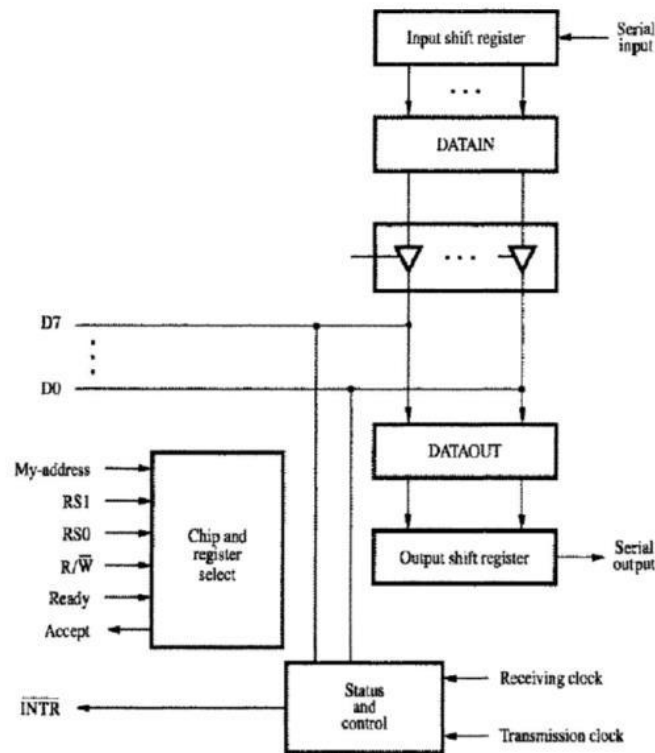 Input shift register
Serial
input
DATAIN
D7
D0
DATAOUT
My-address
RS1
RS0
R/W̅
Ready
Accept
Chip and
register
select
Output shift register
Serial
output
I̅N̅T̅R̅
Status
and
control
Receiving clock
Transmission clock